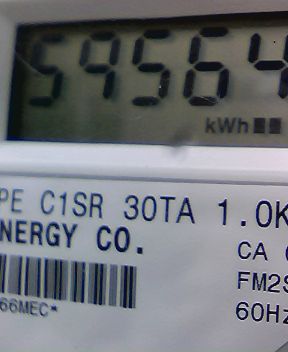 59564
kWh
PE C1SR 30TA 1.0K
NERGY CO.
CA
FM2S
60Hz
66MEC*